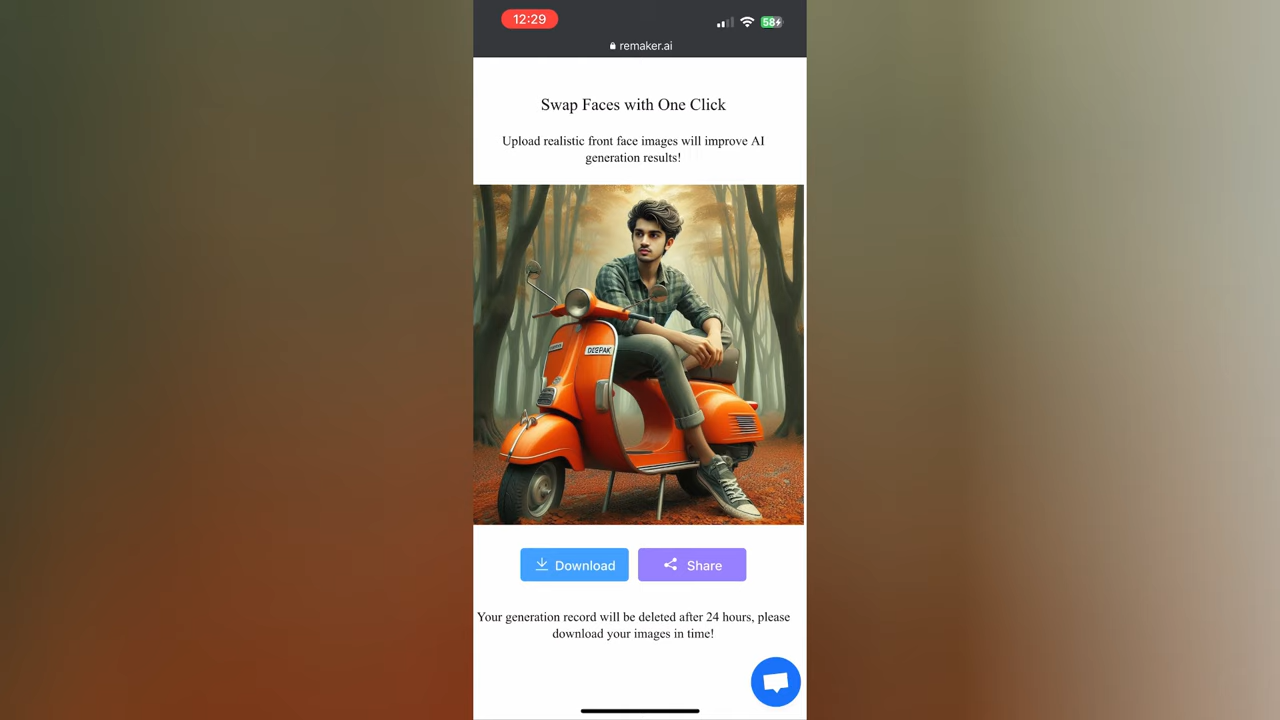 12:29
58
remaker.ai
Swap Faces with One Click
Upload realistic front face images will improve AI
generation results!
DEEPAK
Download
Share
Your generation record will be deleted after 24 hours, please
download your images in time!